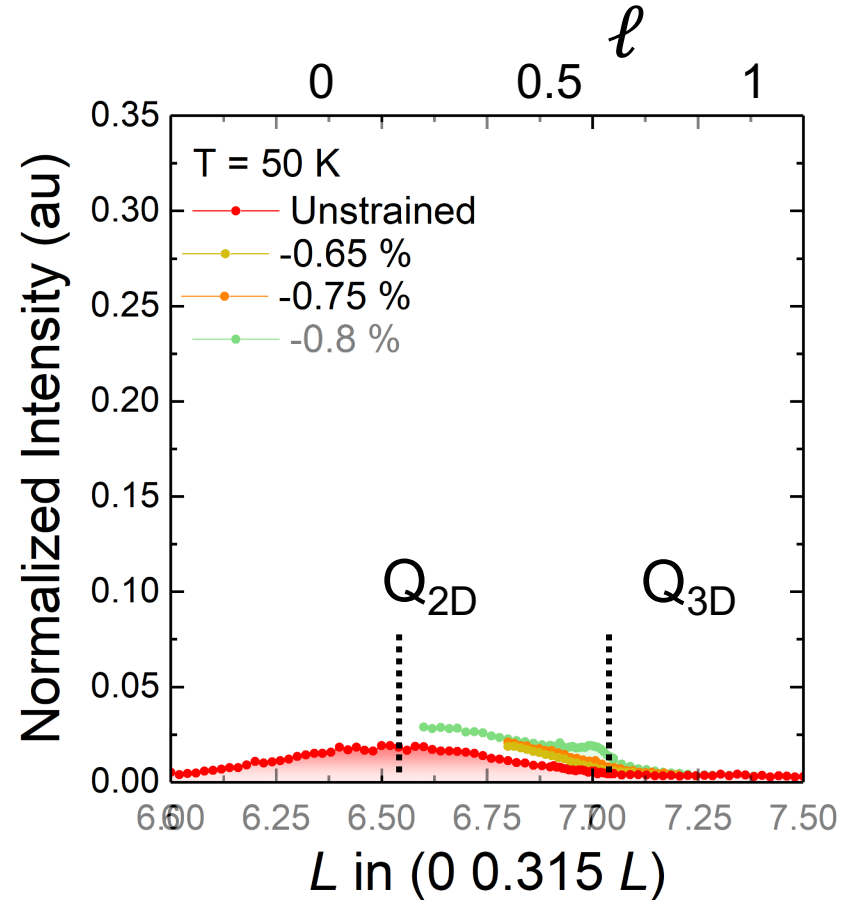 ℓ
0 0.5 1
0.35
T = 50 K
0.30
Unstrained
-0.65 %
0.25
-0.75 %
-0.8 %
0.20
0.15
0.10
Q2D Q3D
0.05
0.00
6.00 6.25 6.50 6.75 7.00 7.25 7.50
Normalized Intensity (au)
L in (0 0.315 L)